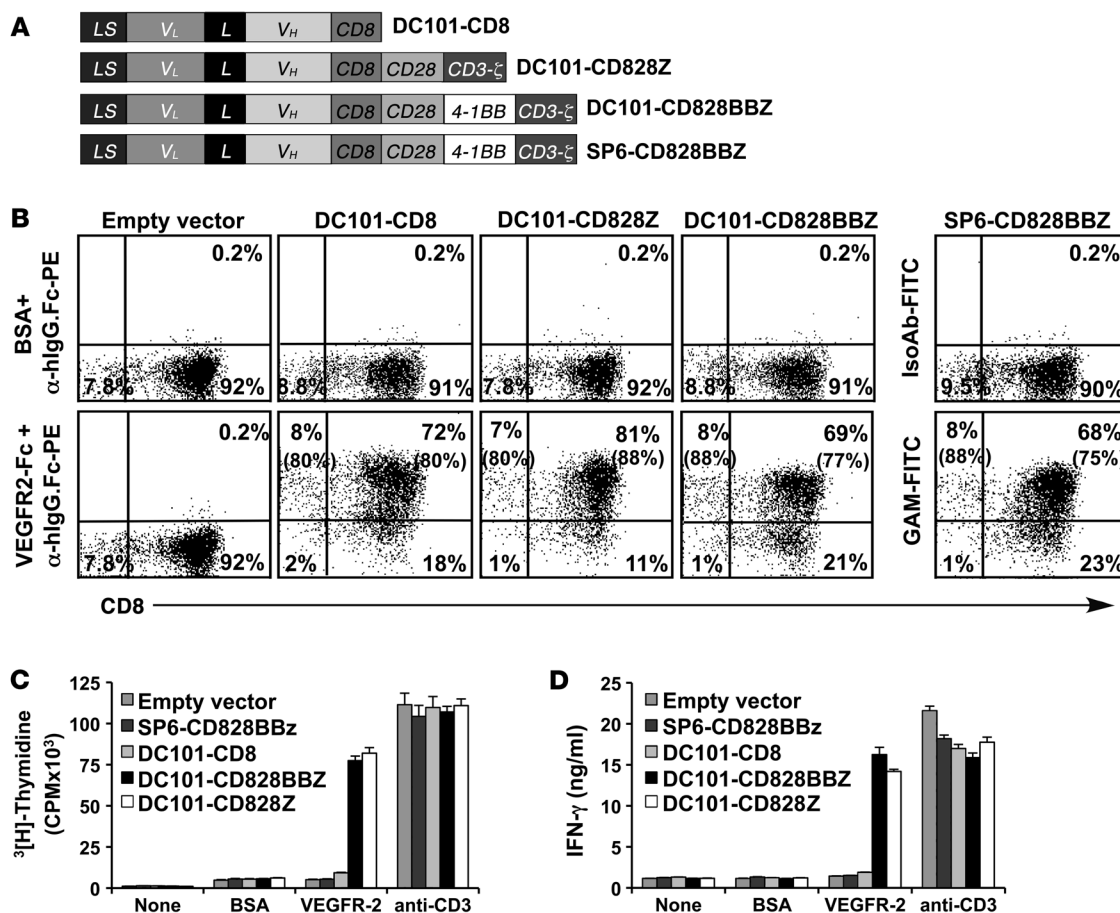 A
LS VL L VH CD8 DC101-CD8
LS VL L VH CD8 CD28 CD3-ζ DC101-CD828Z
LS VL L VH CD8 CD28 4-1BB CD3-ζ DC101-CD828BBZ
LS VL L VH CD8 CD28 4-1BB CD3-ζ SP6-CD828BBZ
B
Empty vector DC101-CD8 DC101-CD828Z DC101-CD828BBZ SP6-CD828BBZ
BSA+
α-hIgG.Fc-PE
0.2% 0.2% 0.2% 0.2%
IsoAb-FITC
0.2%
7.8% 92% 8.8% 91% 7.8% 92% 8.8% 91% 9.5% 90%
VEGFR2-Fc +
α-hIgG.Fc-PE
0.2% 8% 72% 7% 81% 8% 69%
GAM-FITC
8% 68%
(80%) (80%) (80%) (88%) (88%) (77%) (88%) (75%)
7.8% 92% 2% 18% 1% 11% 1% 21% 1% 23%
CD8
C
3[H]-Thymidine
(CPMx10³)
125
100
75
50
25
0
Empty vector
SP6-CD828BBz
DC101-CD8
DC101-CD828BBZ
DC101-CD828Z
None BSA VEGFR-2 anti-CD3
D
IFN-γ (ng/ml)
25
20
15
10
5
0
Empty vector
SP6-CD828BBz
DC101-CD8
DC101-CD828BBZ
DC101-CD828Z
None BSA VEGFR-2 anti-CD3